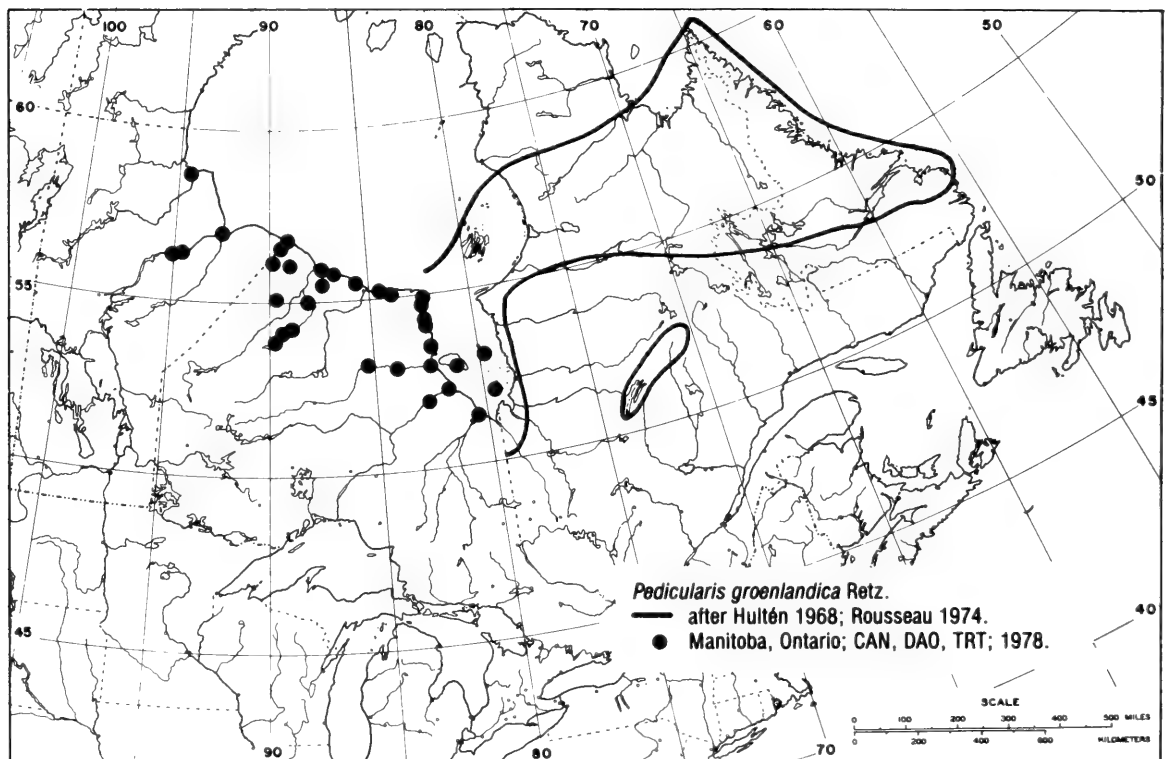 100 90 80 70 60 50
60
50
55
45
40
45
Pedicularis groenlandica Retz.
after Hultén 1968; Rousseau 1974.
Manitoba, Ontario; CAN, DAO, TRT; 1978.
SCALE
0 100 200 300 400 500 MILES
0 200 400 600 KILOMETERS
90 80 70